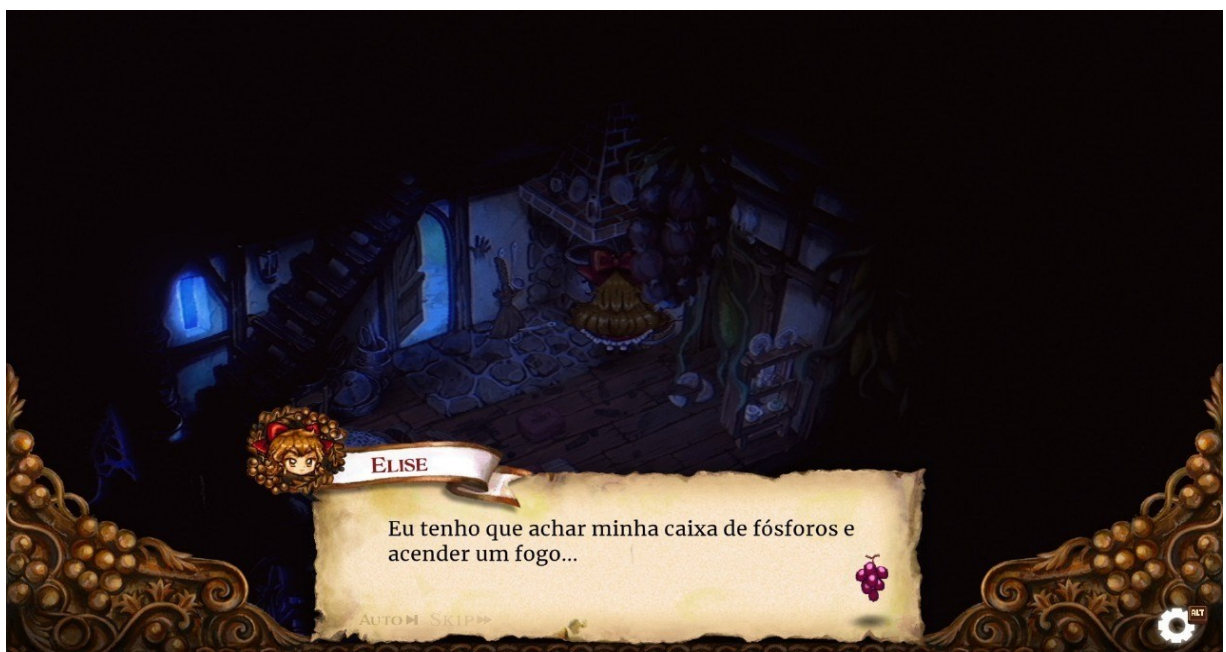 ELISE
Eu tenho que achar minha caixa de fósforos e
acender um fogo...
AUTO SKIP
ALT